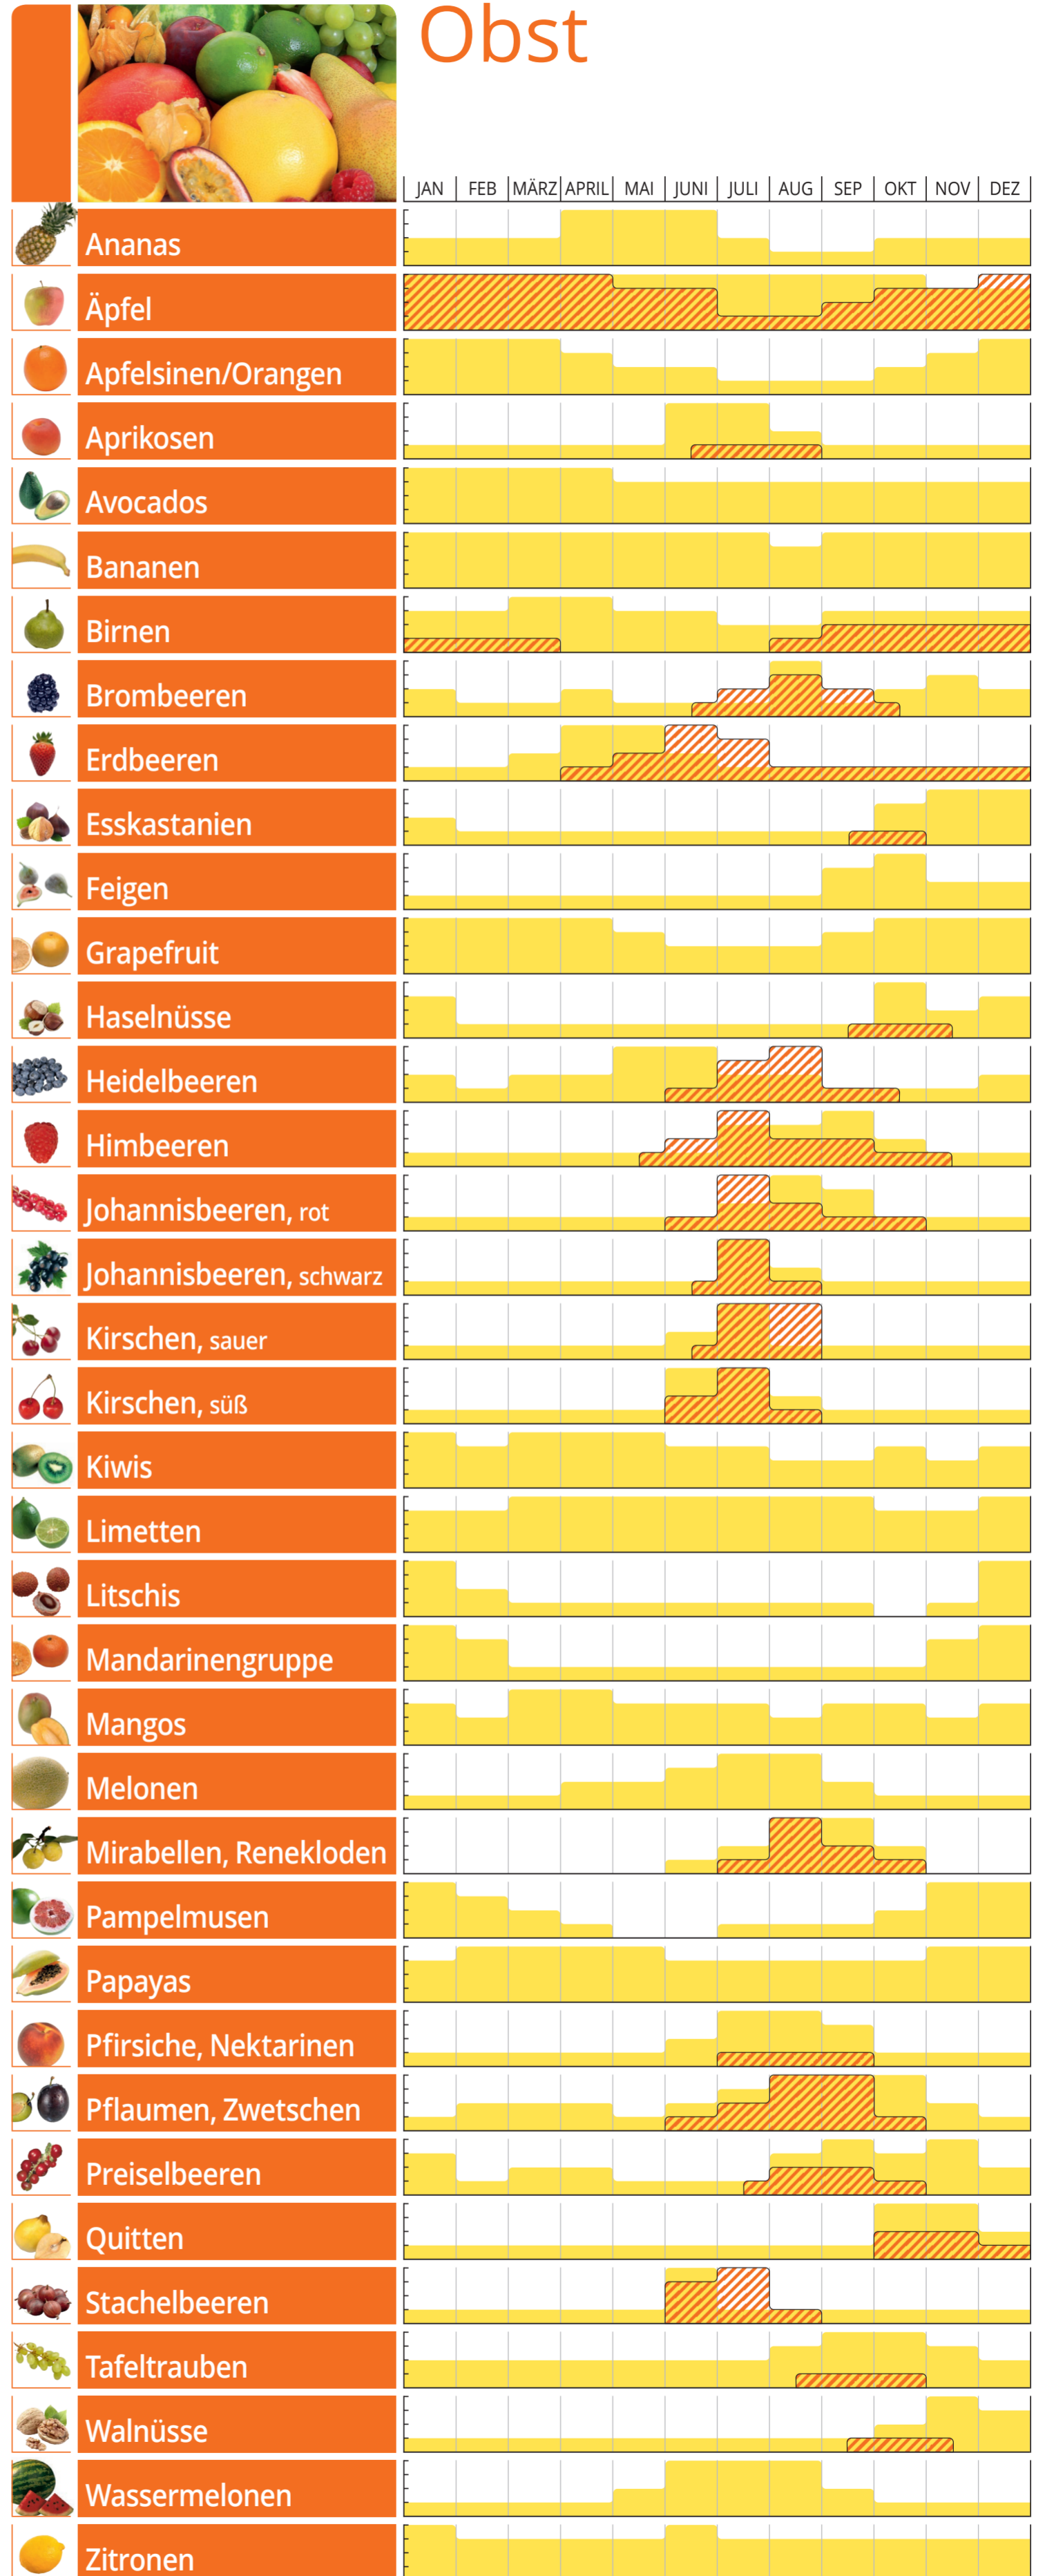 Obst
JAN FEB MÄRZ APRIL MAI JUNI JULI AUG SEP OKT NOV DEZ
Ananas
Äpfel
Apfelsinen/Orangen
Aprikosen
Avocados
Bananen
Birnen
Brombeeren
Erdbeeren
Esskastanien
Feigen
Grapefruit
Haselnüsse
Heidelbeeren
Himbeeren
Johannisbeeren, rot
Johannisbeeren, schwarz
Kirschen, sauer
Kirschen, süß
Kiwis
Limetten
Litschis
Mandarinengruppe
Mangos
Melonen
Mirabellen, Renekloden
Pampelmusen
Papayas
Pfirsiche, Nektarinen
Pflaumen, Zwetschen
Preiselbeeren
Quitten
Stachelbeeren
Tafeltrauben
Walnüsse
Wassermelonen
Zitronen